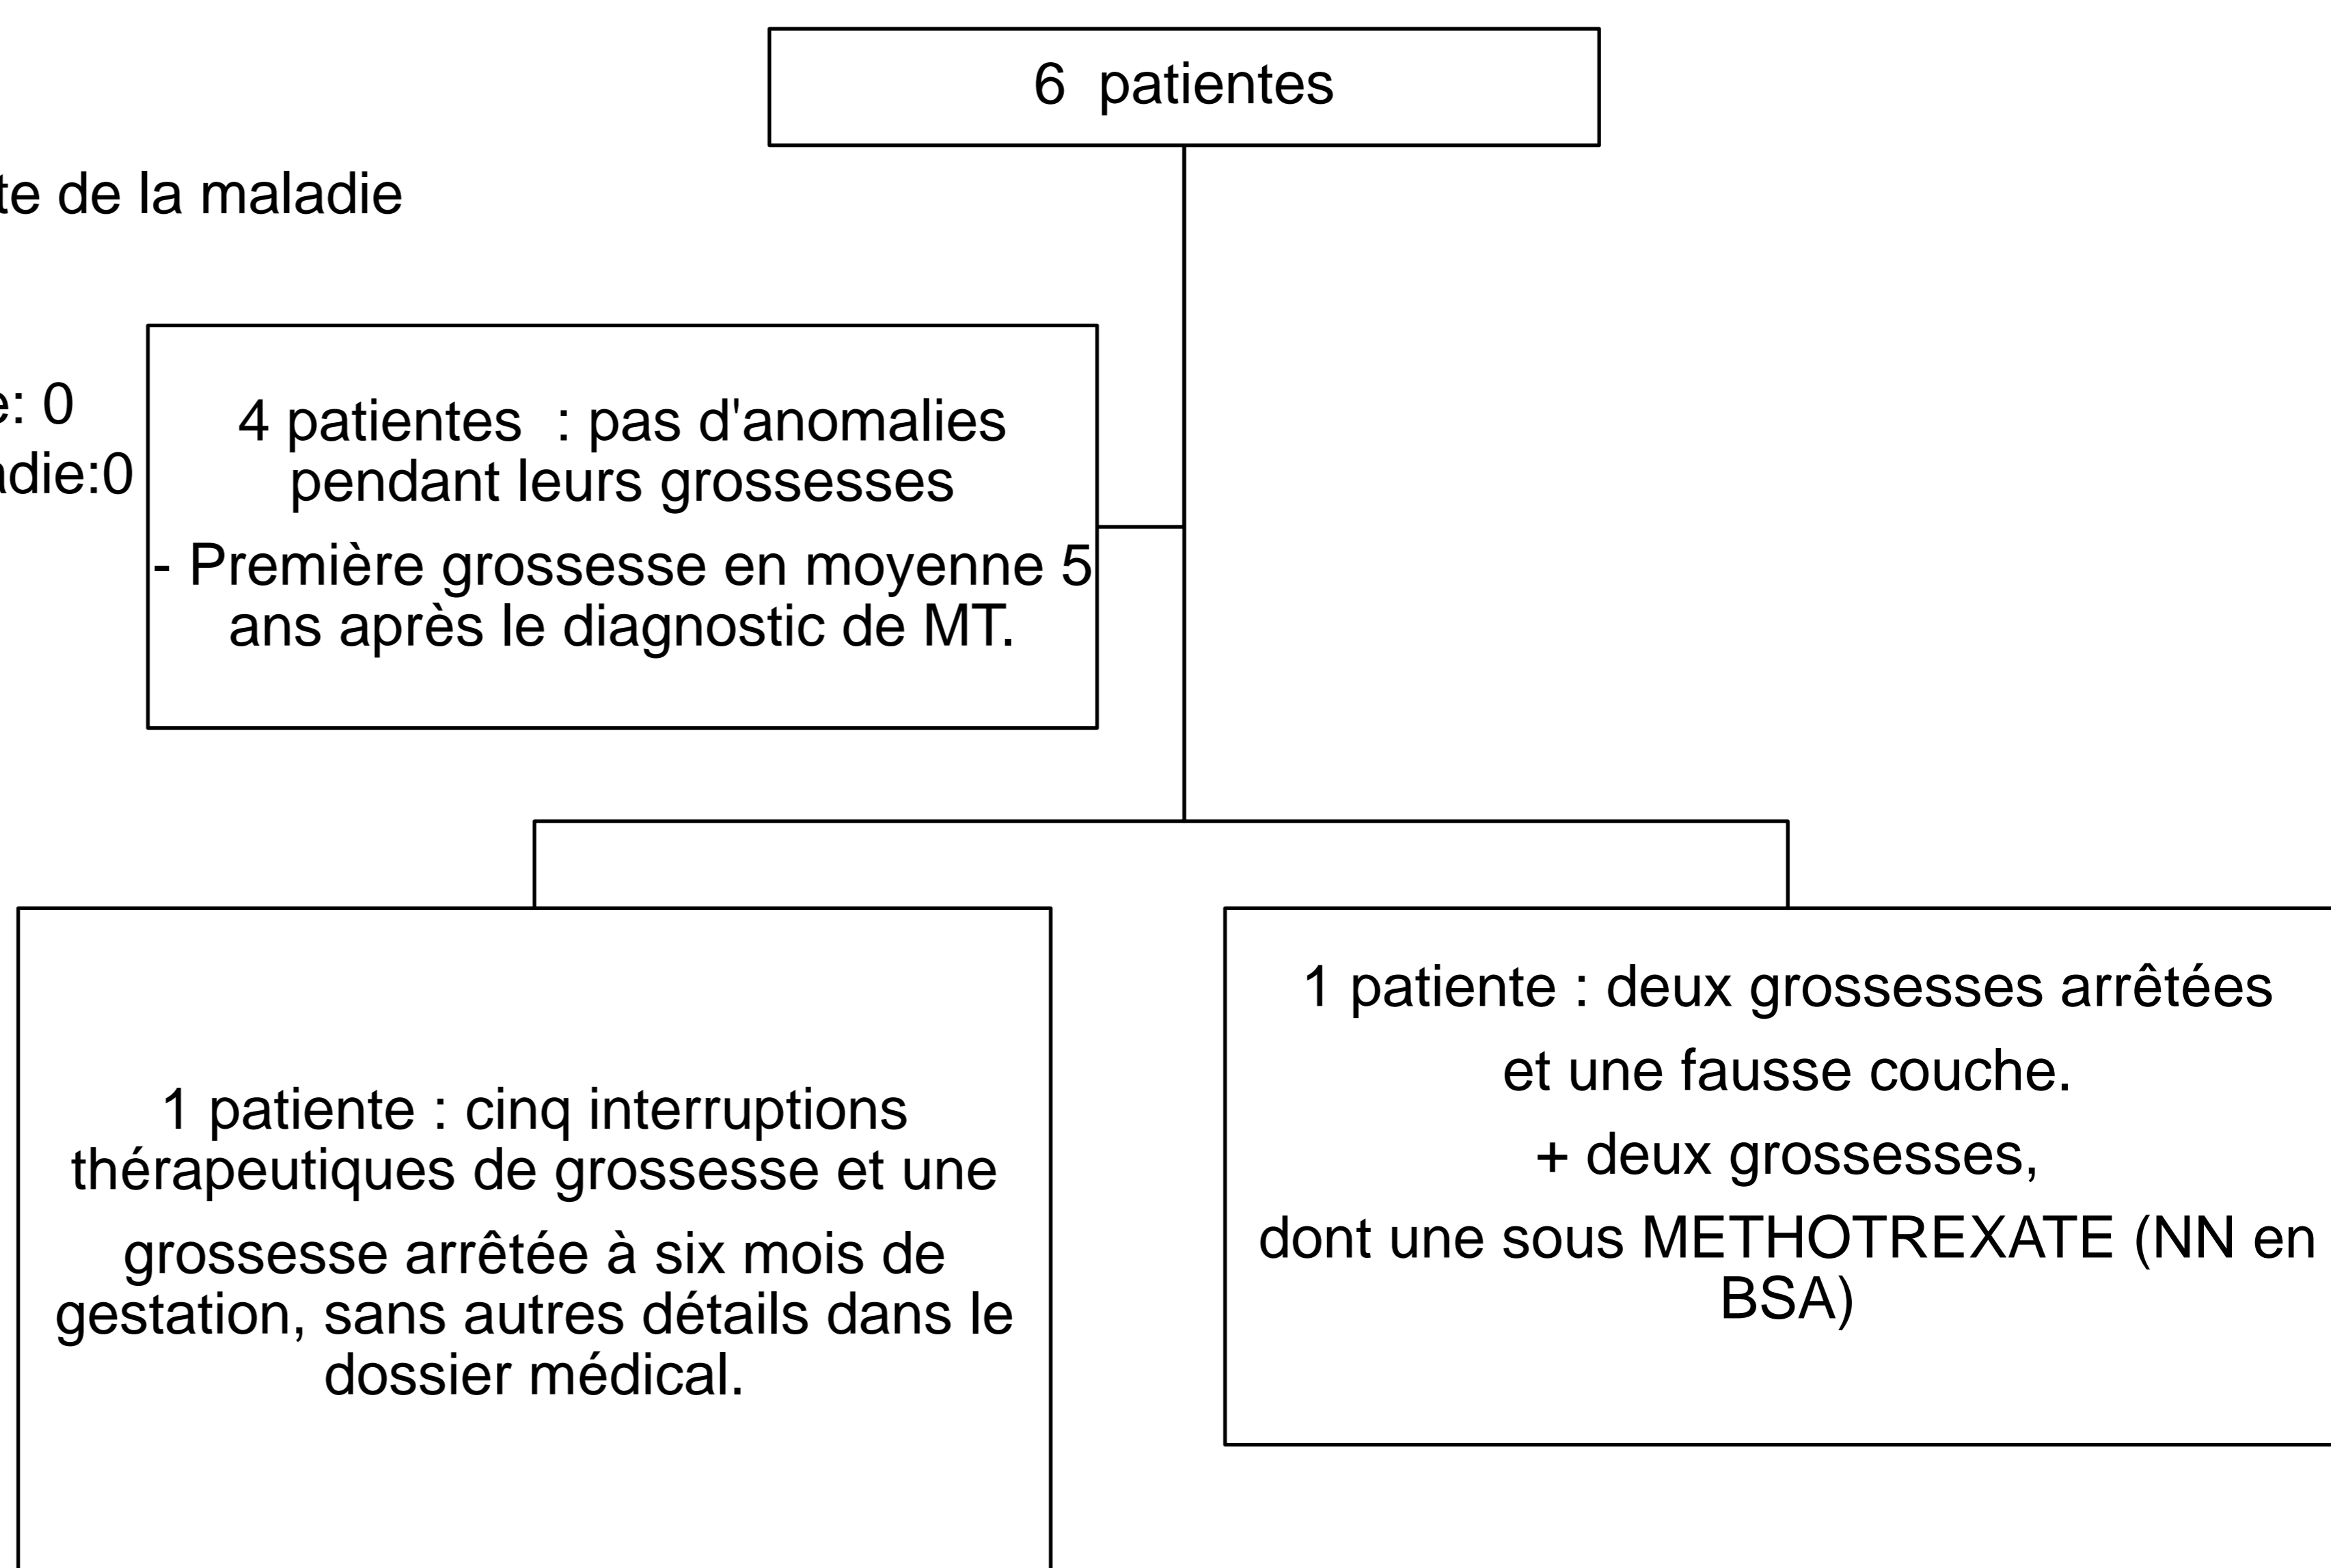 6 patientes
de la maladie
: 0
:0
4 patientes : pas d'anomalies
pendant leurs grossesses
- Première grossesse en moyenne 5
ans après le diagnostic de MT.
1 patiente : cinq interruptions
thérapeutiques de grossesse et une
grossesse arrêtée à six mois de
gestation, sans autres détails dans le
dossier médical.
1 patiente : deux grossesses arrêtées
et une fausse couche.
+ deux grossesses,
dont une sous METHOTREXATE (NN en
BSA)